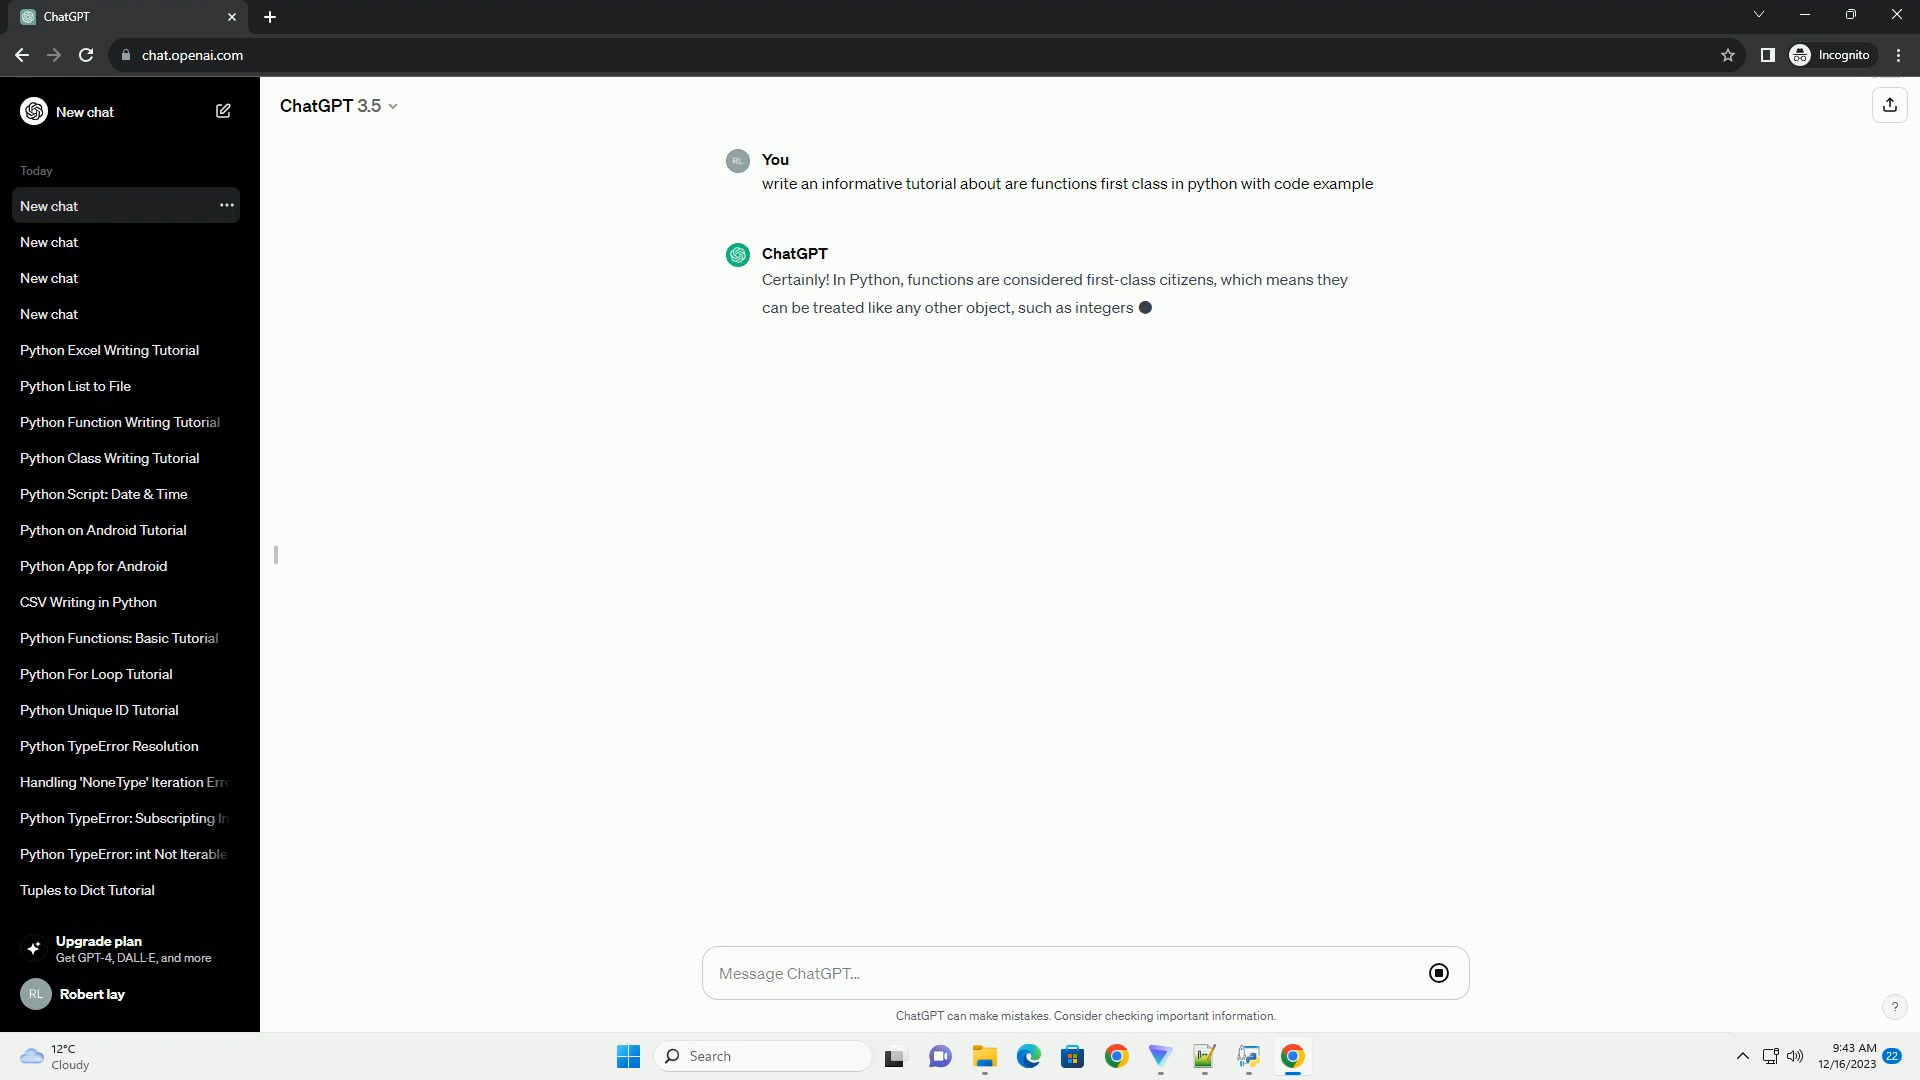 ChatGPT
chat.openai.com
Incognito
New chat
ChatGPT 3.5
Today
New chat
New chat
New chat
New chat
Python Excel Writing Tutorial
Python List to File
Python Function Writing Tutorial
Python Class Writing Tutorial
Python Script: Date & Time
Python on Android Tutorial
Python App for Android
CSV Writing in Python
Python Functions: Basic Tutorial
Python For Loop Tutorial
Python Unique ID Tutorial
Python TypeError Resolution
Handling 'NoneType' Iteration Erro
Python TypeError: Subscripting In
Python TypeError: int Not Iterable
Tuples to Dict Tutorial
Upgrade plan
Get GPT-4, DALL·E, and more
RL
Robert lay
RL
You
write an informative tutorial about are functions first class in python with code example
ChatGPT
Certainly! In Python, functions are considered first-class citizens, which means they
can be treated like any other object, such as integers
Message ChatGPT...
ChatGPT can make mistakes. Consider checking important information.
?
12°C
Cloudy
Search
9:43 AM
12/16/2023
22